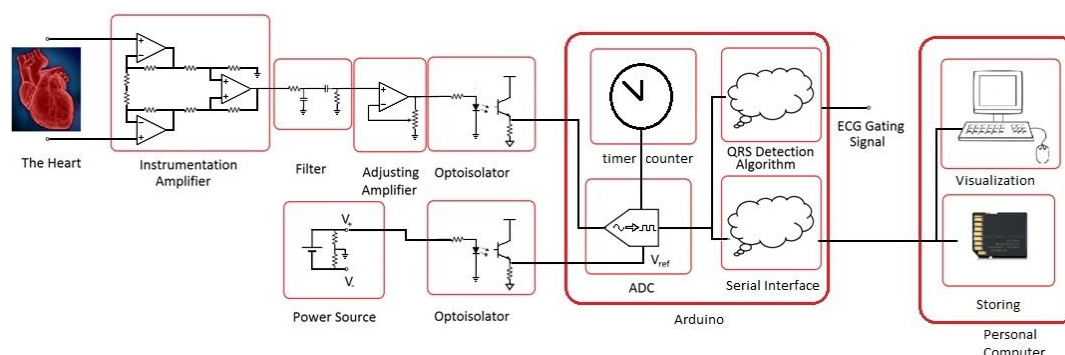 The Heart
Instrumentation
Amplifier
Filter
Adjusting
Amplifier
Optoisolator
V+
V-
Power Source
Optoisolator
timer counter
Vref
ADC
QRS Detection
Algorithm
Serial Interface
Arduino
ECG Gating
Signal
Visualization
Storing
Personal
Computer